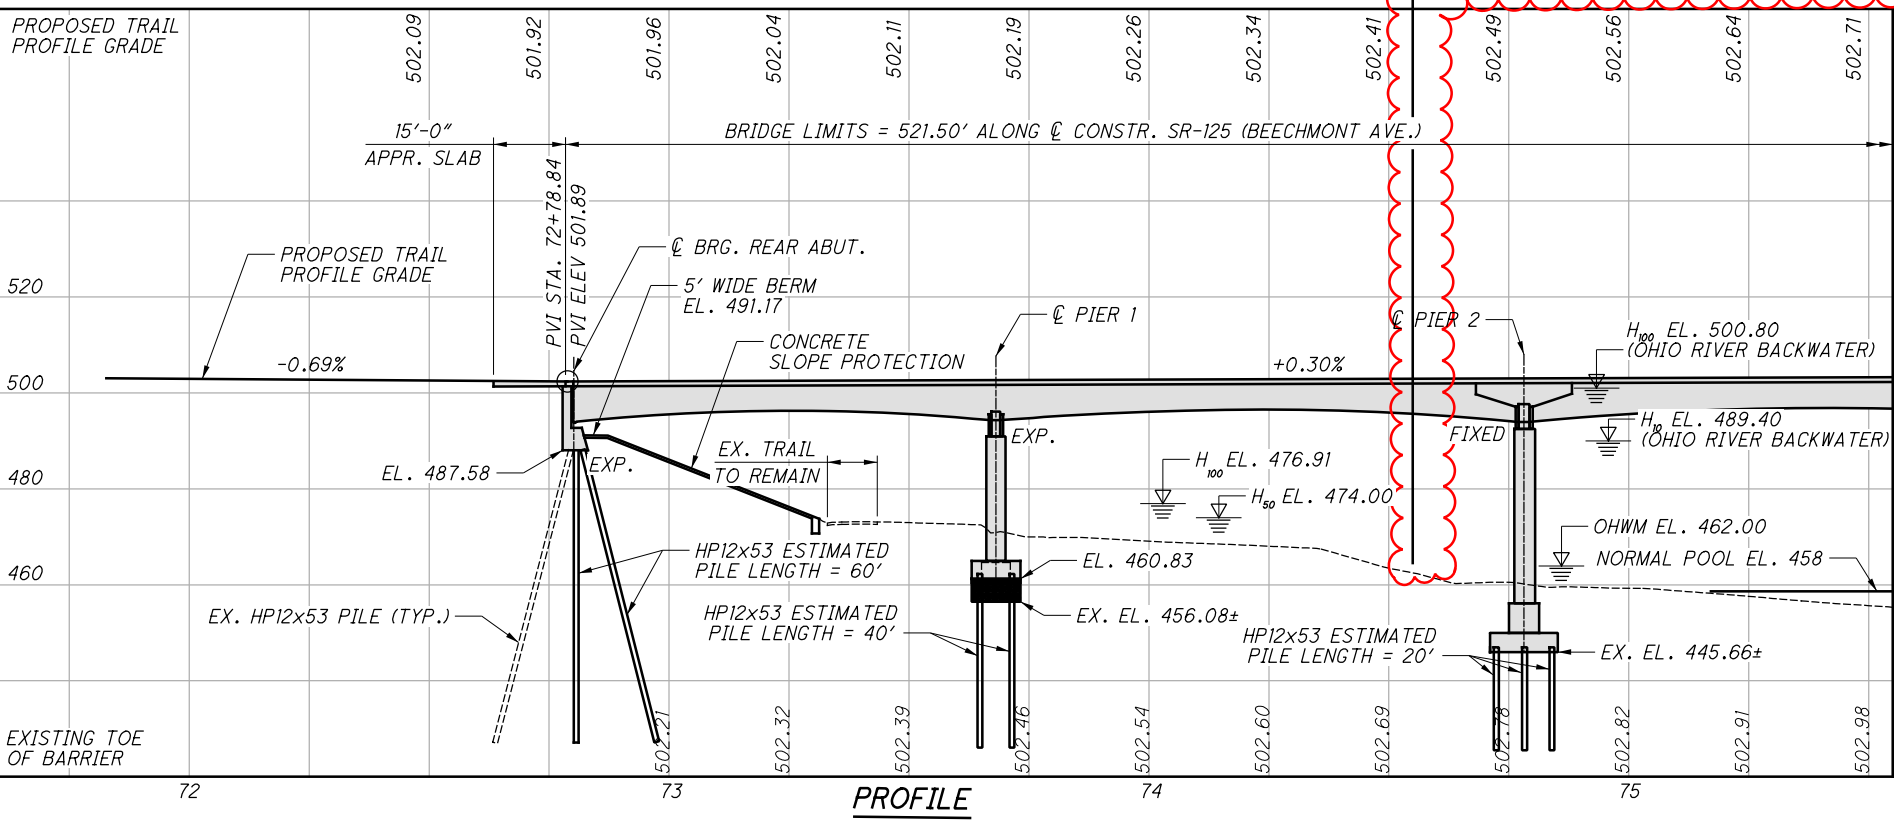 PROPOSED TRAIL
PROFILE GRADE
502.09
501.92
501.96
502.04
502.11
502.19
502.26
502.34
502.41
502.49
502.56
502.64
502.71
15'-0"
APPR. SLAB
BRIDGE LIMITS = 521.50' ALONG ℄ CONSTR. SR-125 (BEECHMONT AVE.)
PVI STA. 72+78.84
PVI ELEV 501.89
℄ BRG. REAR ABUT.
PROPOSED TRAIL
PROFILE GRADE
5' WIDE BERM
EL. 491.17
520
℄ PIER 1
℄ PIER 2
H100 EL. 500.80
(OHIO RIVER BACKWATER)
CONCRETE
SLOPE PROTECTION
-0.69%
+0.30%
500
H10 EL. 489.40
(OHIO RIVER BACKWATER)
EXP.
FIXED
EX. TRAIL
TO REMAIN
EL. 487.58
EXP.
H100 EL. 476.91
480
H50 EL. 474.00
OHWM EL. 462.00
NORMAL POOL EL. 458
HP12x53 ESTIMATED
PILE LENGTH = 60'
EL. 460.83
460
EX. HP12x53 PILE (TYP.)
HP12x53 ESTIMATED
PILE LENGTH = 40'
EX. EL. 456.08±
HP12x53 ESTIMATED
PILE LENGTH = 20'
EX. EL. 445.66±
EXISTING TOE
OF BARRIER
502.21
502.32
502.39
502.46
502.54
502.60
502.69
502.78
502.82
502.91
502.98
72
73
74
75
PROFILE